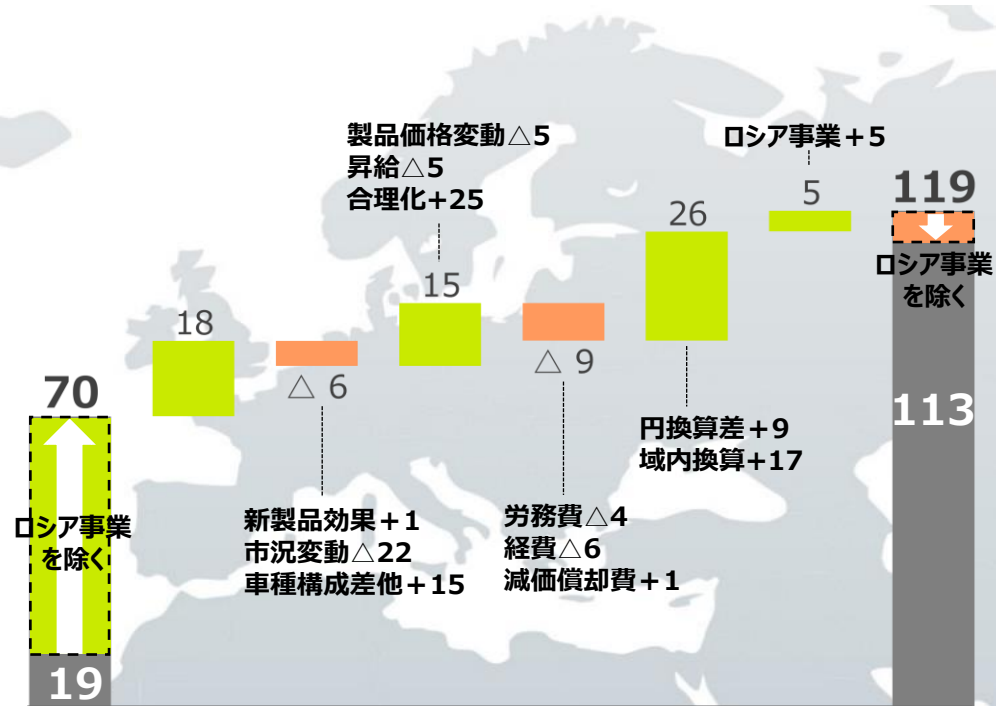 製品価格変動△5
昇給△5
合理化+25
ロシア事業+5
119
5
26
ロシア事業
を除く
15
18
△ 6
△ 9
70
113
円換算差+9
域内換算+17
ロシア事業
を除く
新製品効果+1
市況変動△22
車種構成差他+15
労務費△4
経費△6
減価償却費+1
19